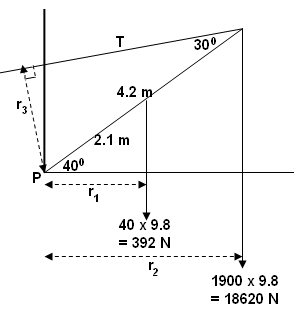 T
30⁰
r₃
4.2 m
2.1 m
P
40⁰
r₁
40 x 9.8
= 392 N
r₂
1900 x 9.8
= 18620 N